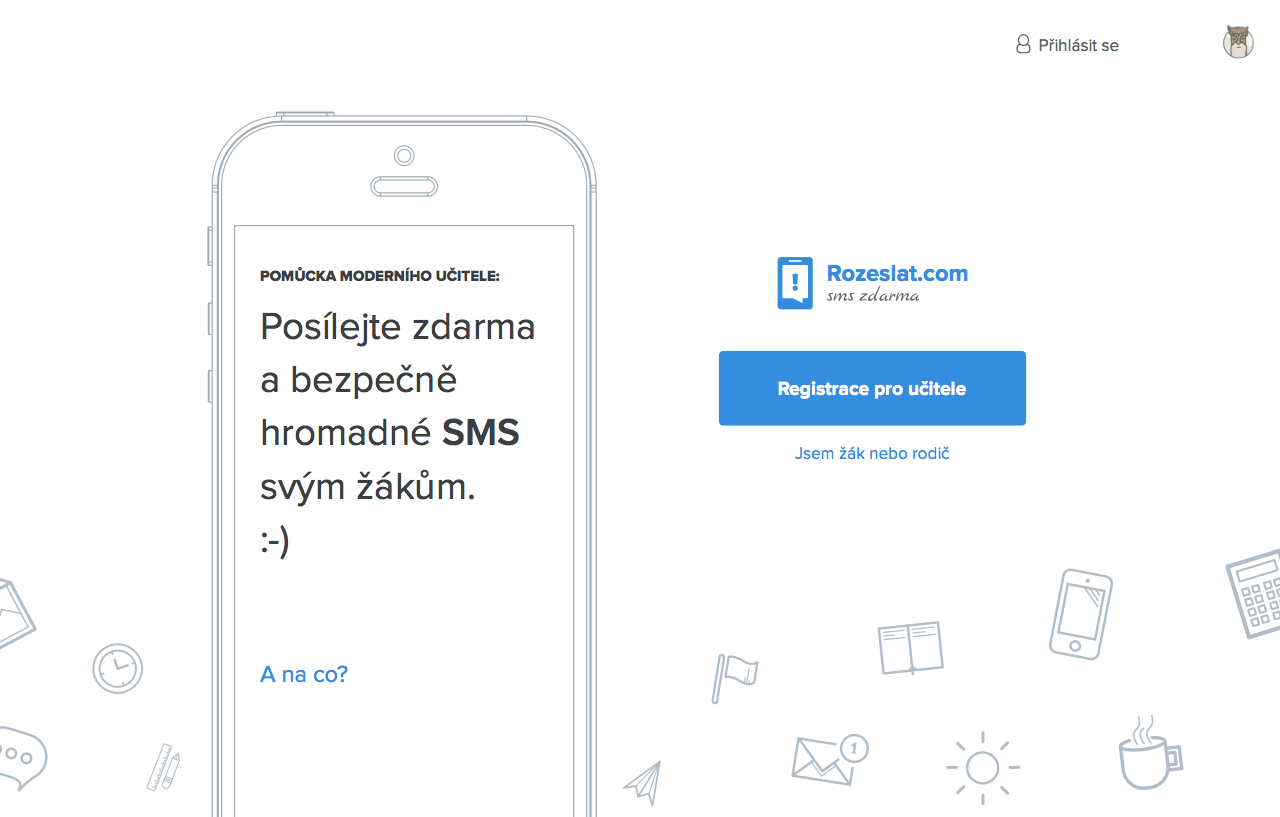 Přihlásit se
POMŮCKA MODERNÍHO UČITELE:
Posílejte zdarma
a bezpečně
hromadné SMS
svým žákům.
:-)
A na co?
Rozeslat.com
sms zdarma
Registrace pro učitele
Jsem žák nebo rodič
1